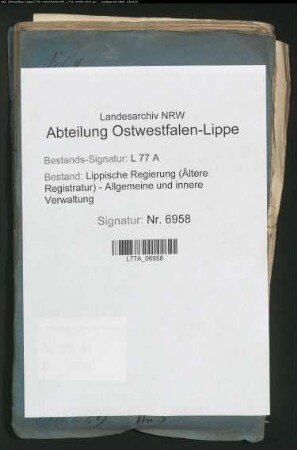 Landesarchiv NRW
Abteilung Ostwestfalen-Lippe
Bestands-Signatur: L 77 A
Bestand: Lippische Regierung (Ältere
Registratur) - Allgemeine und innere
Verwaltung
Signatur: Nr. 6958
L77A_06958